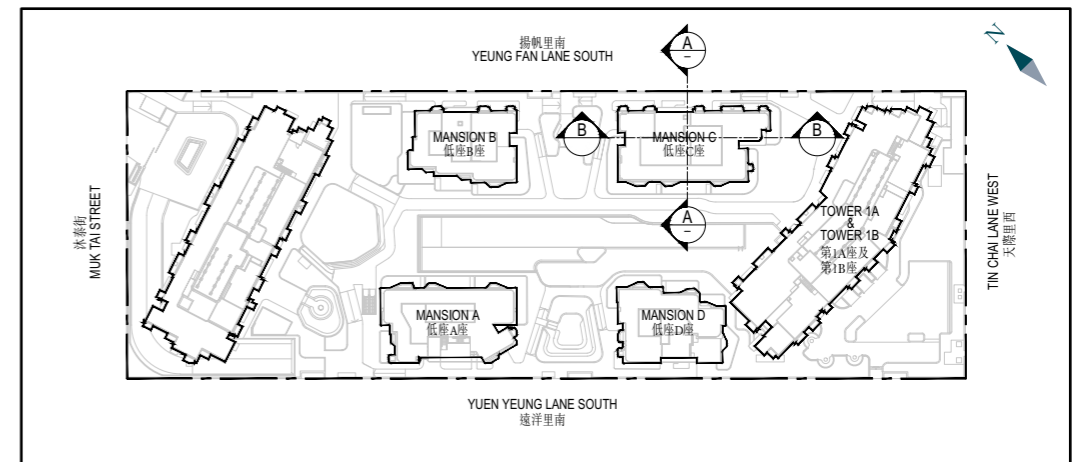 N
揚帆里南
YEUNG FAN LANE SOUTH
A
–
MANSION B
低座B座
B
MANSION C
低座C座
B
沐泰街
MUK TAI STREET
A
–
TOWER 1A
&
TOWER 1B
第1A座及
第1B座
TIN CHAI LANE WEST
天際里西
MANSION A
低座A座
MANSION D
低座D座
YUEN YEUNG LANE SOUTH
遠洋里南